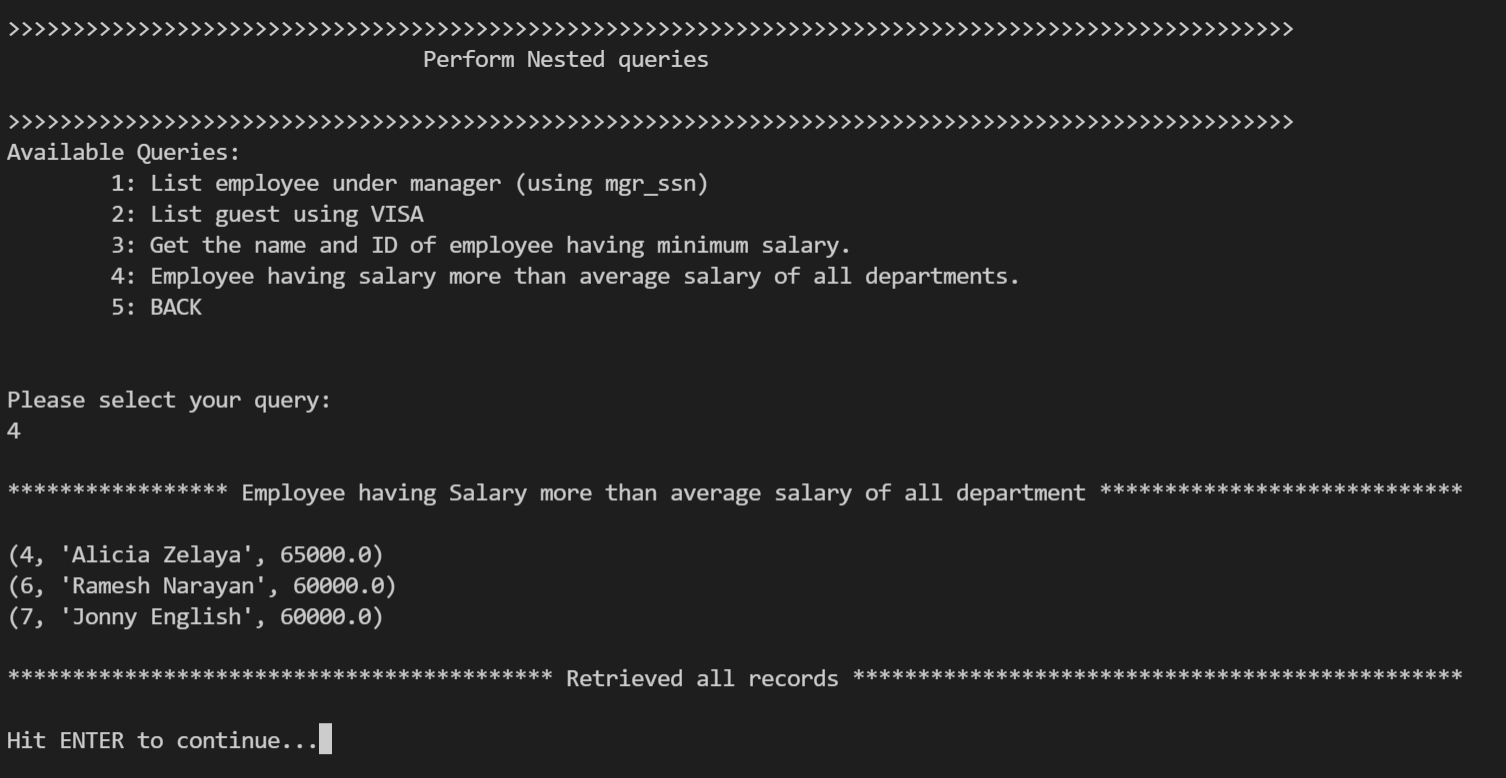 >>>>>>>>>>>>>>>>>>>>>>>>>>>>>>>>>>>>>>>>>>>>>>>>>>>>>>>>>>>>>>>>>>>>>>>>>>>>>>>>>>>>>>>>>>>>>>>>>>>
Perform Nested queries
>>>>>>>>>>>>>>>>>>>>>>>>>>>>>>>>>>>>>>>>>>>>>>>>>>>>>>>>>>>>>>>>>>>>>>>>>>>>>>>>>>>>>>>>>>>>>>>>>>>
Available Queries:
1: List employee under manager (using mgr_ssn)
2: List guest using VISA
3: Get the name and ID of employee having minimum salary.
4: Employee having salary more than average salary of all departments.
5: BACK
Please select your query:
4
***************** Employee having Salary more than average salary of all department ****************************
(4, 'Alicia Zelaya', 65000.0)
(6, 'Ramesh Narayan', 60000.0)
(7, 'Jonny English', 60000.0)
****************************************** Retrieved all records ***********************************************
Hit ENTER to continue...